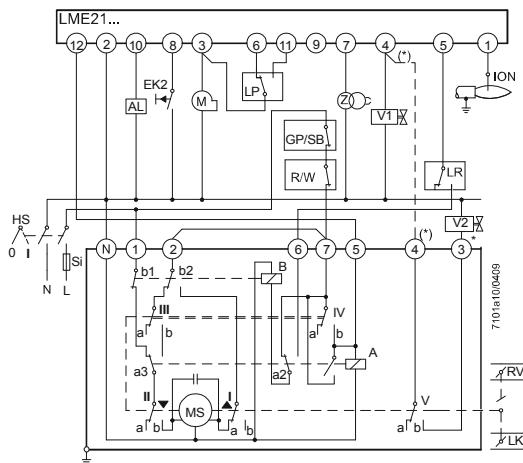 LME21...
12 2 10 8 3 6 11 9 7 4 (*) 5 1
EK2 ION
AL M LP Z V1
GP/SB
R/W LR
HS V2
0 I Si N 1 2 6 7 5 4 (*) 3 *
N L
b1 b2 B
III IV
a b a b A
a3 a2
II MS I V RV
a b a b a b LK
7101a10/0409